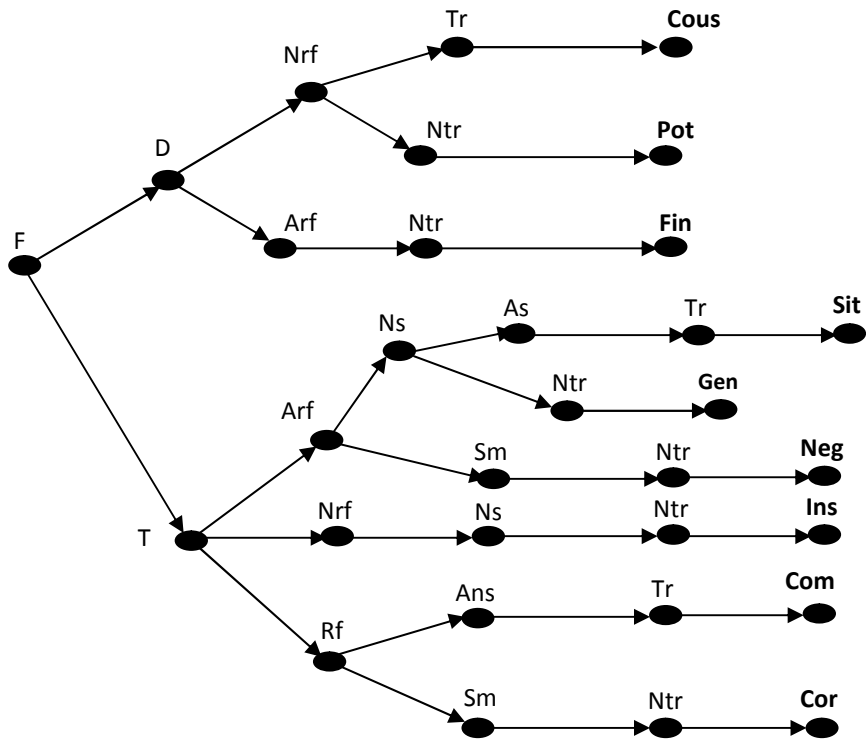 Tr Cous
Nrf
Ntr Pot
D
Arf Ntr Fin
F
Ns As Tr Sit
Ntr Gen
Arf
Sm Ntr Neg
Nrf Ns Ntr Ins
T
Ans Tr Com
Rf
Sm Ntr Cor